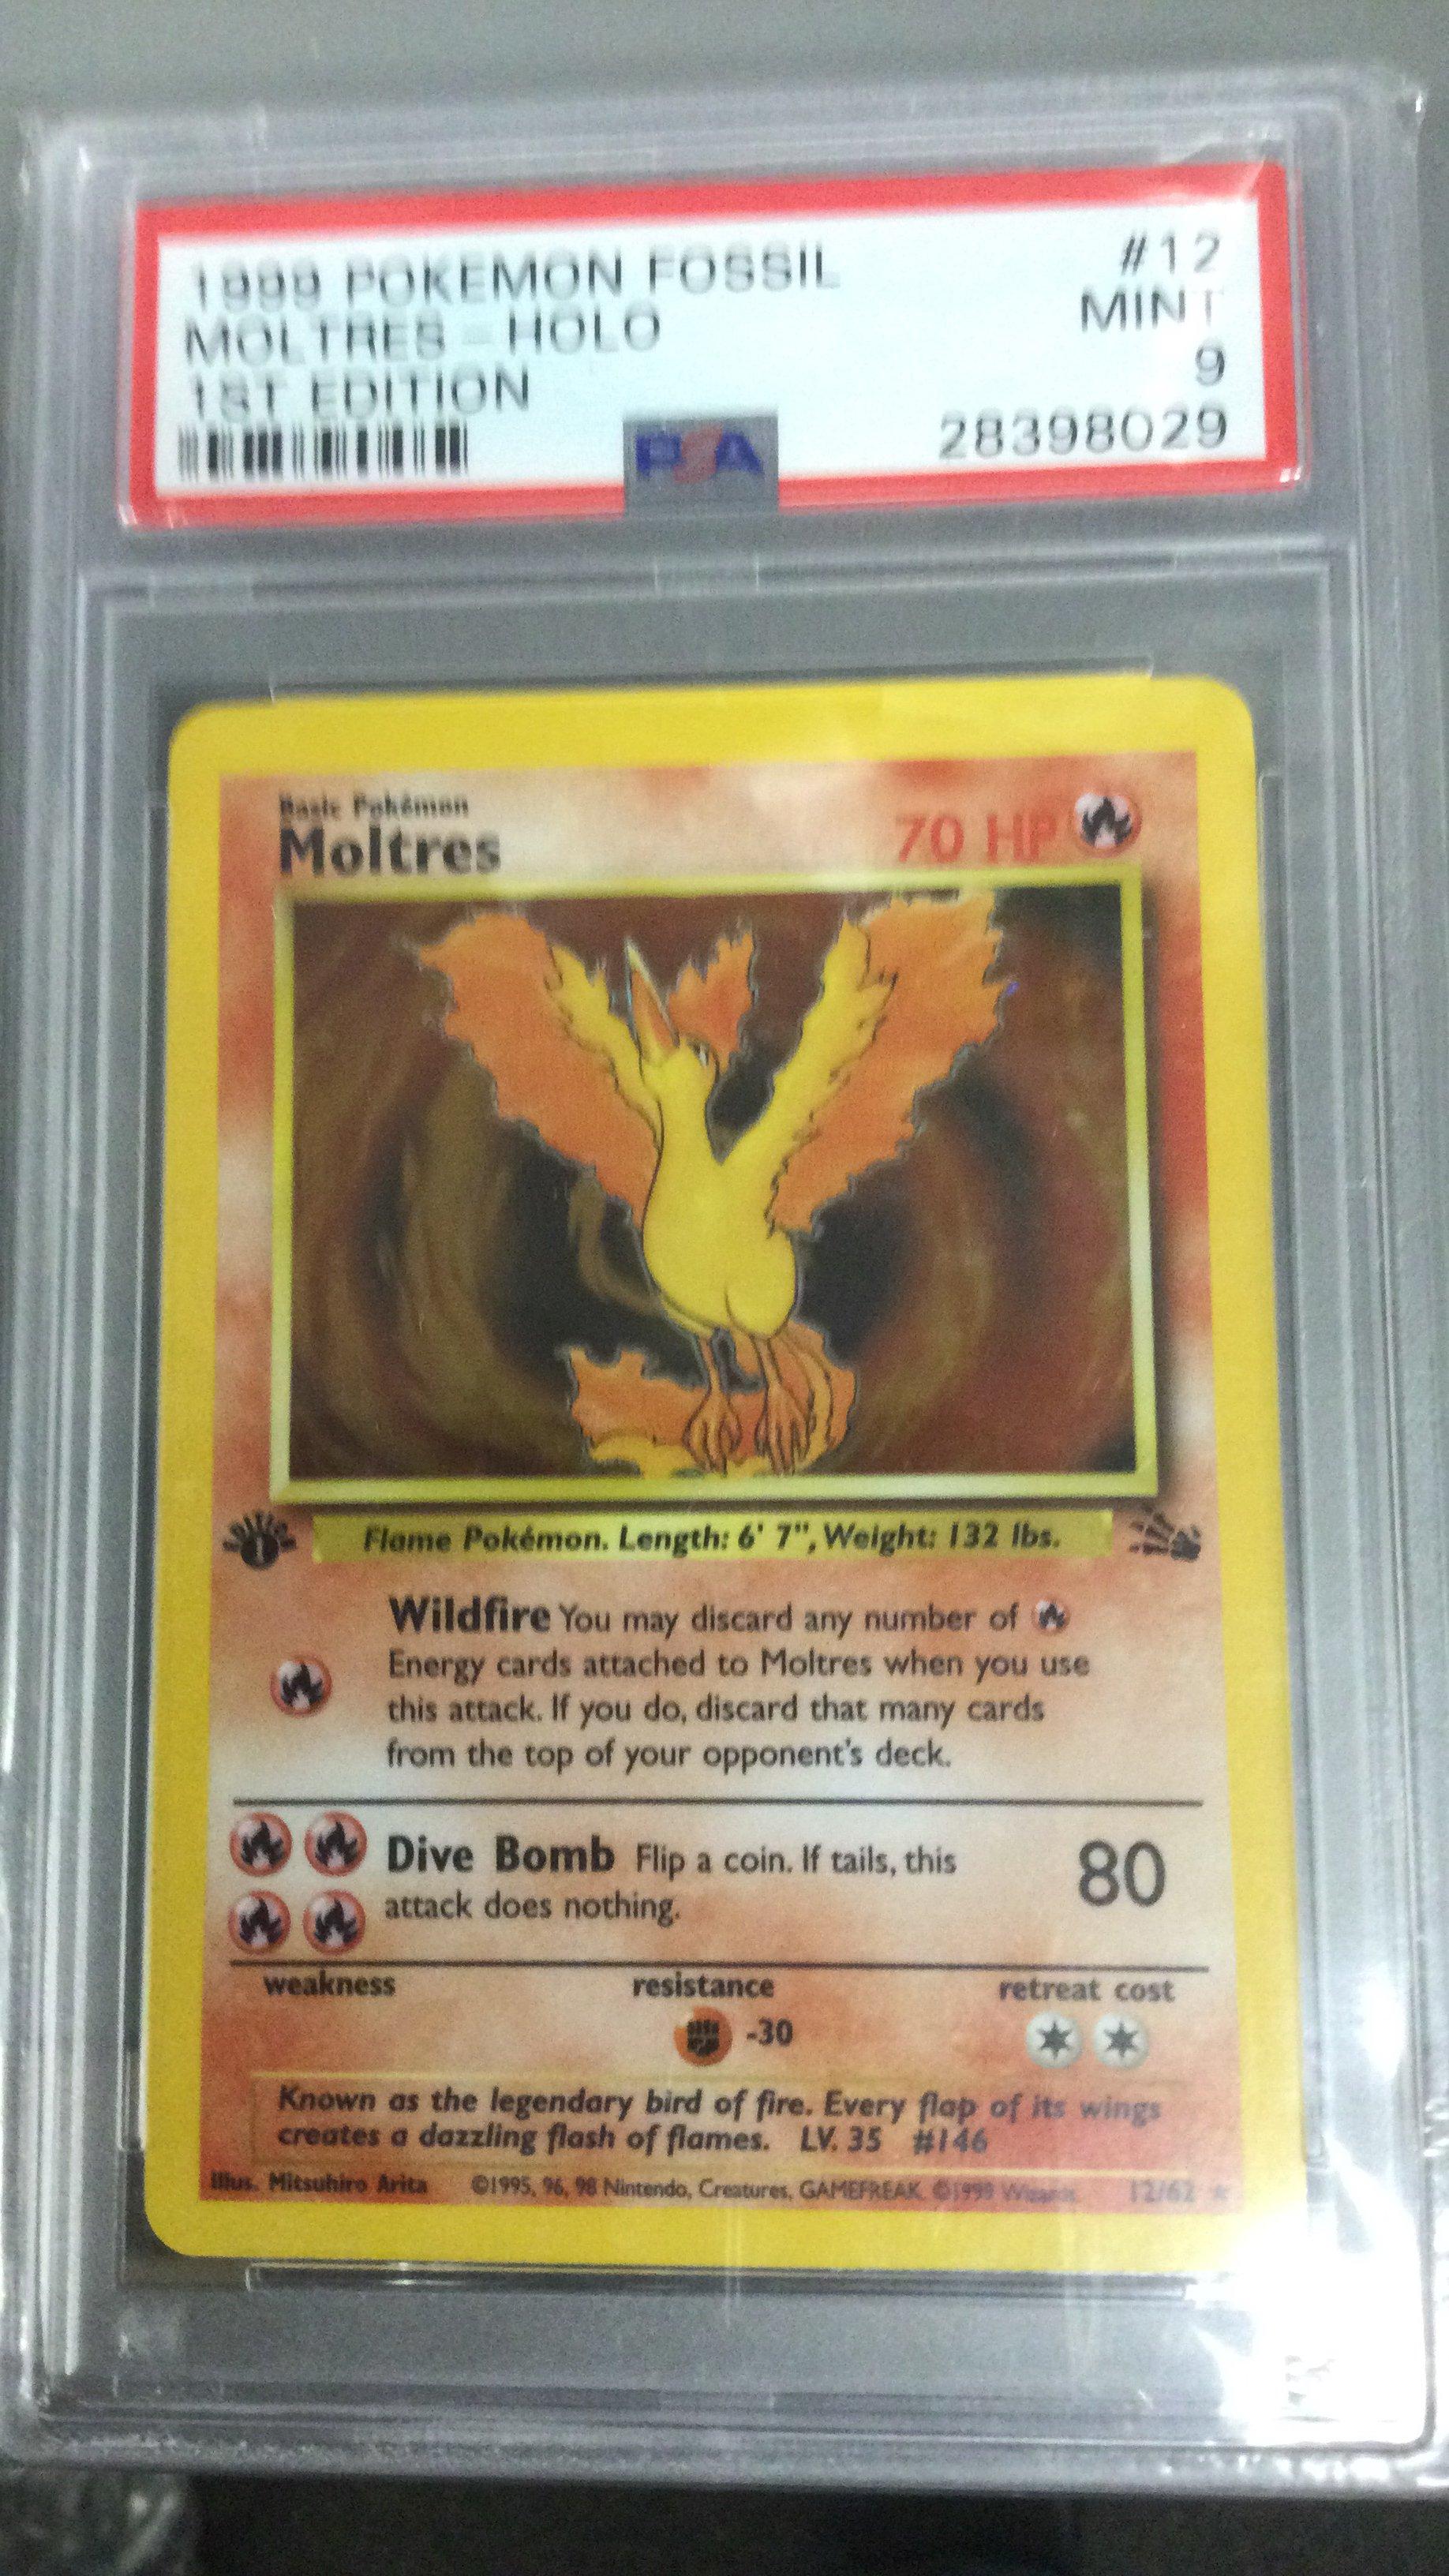 1999 POKEMON FOSSIL #12
MOLTRES - HOLO MINT
1ST EDITION 9
PSA 28398029
Basic Pokémon
Moltres 70 HP
EDITION 1
Flame Pokémon. Length: 6' 7", Weight: 132 lbs.
Wildfire You may discard any number of
Energy cards attached to Moltres when you use
this attack. If you do, discard that many cards
from the top of your opponent's deck.
Dive Bomb Flip a coin. If tails, this 80
attack does nothing.
weakness resistance retreat cost
-30
Known as the legendary bird of fire. Every flap of its wings
creates a dazzling flash of flames. LV. 35 #146
Illus. Mitsuhiro Arita ©1995, 96, 98 Nintendo, Creatures, GAMEFREAK. ©1999 Wizards. 12/62 ★